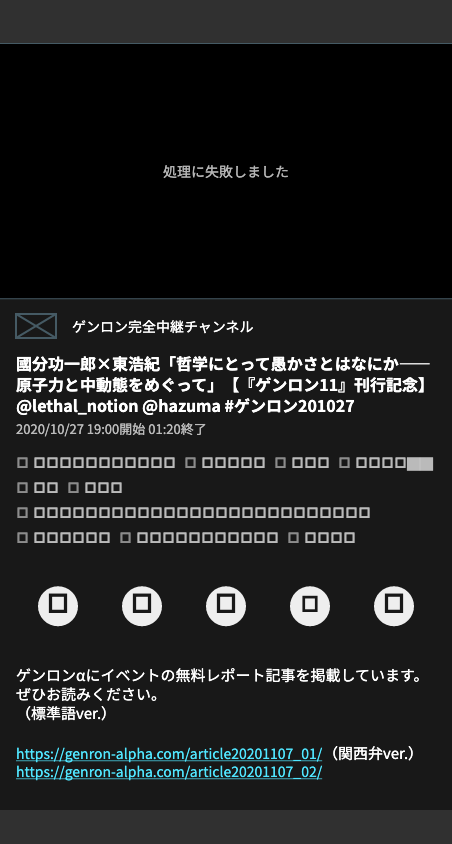 処理に失敗しました
ゲンロン完全中継チャンネル
國分功一郎×東浩紀「哲学にとって愚かさとはなにか──
原子力と中動態をめぐって」【『ゲンロン11』刊行記念】
@lethal_notion @hazuma #ゲンロン201027
2020/10/27 19:00開始 01:20終了
ゲンロンαにイベントの無料レポート記事を掲載しています。
ぜひお読みください。
（標準語ver.）
https://genron-alpha.com/article20201107_01/（関西弁ver.）
https://genron-alpha.com/article20201107_02/